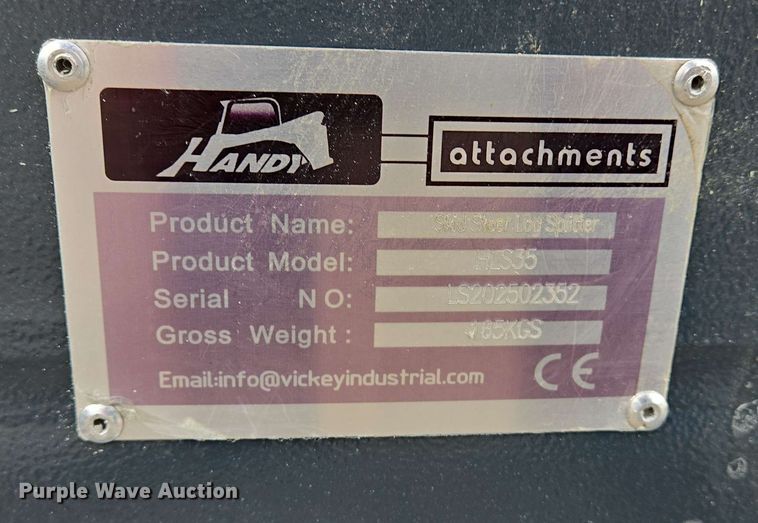 HANDY
attachments
Product Name: Skid Steer Log Splitter
Product Model: HLS35
Serial NO: LS202502352
Gross Weight: 165KGS
Email:info@vickeyindustrial.com CE
Purple Wave Auction